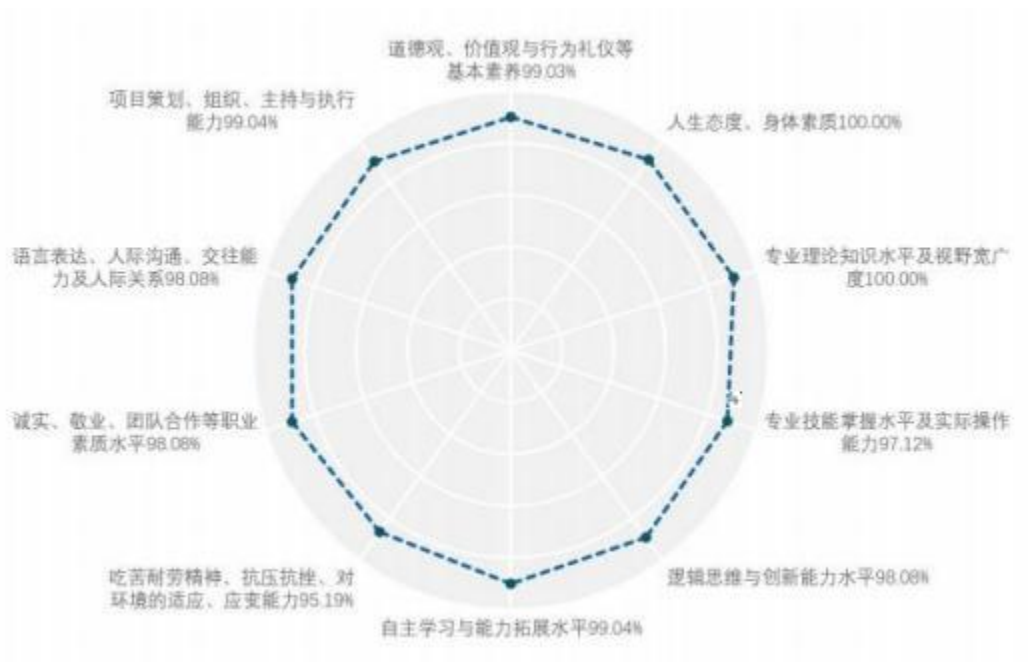 道德观、价值观与行为礼仪等
基本素养99.03%
人生态度、身体素质100.00%
专业理论知识水平及视野宽广
度100.00%
专业技能掌握水平及实际操作
能力97.12%
逻辑思维与创新能力水平98.08%
自主学习与能力拓展水平99.04%
吃苦耐劳精神、抗压抗挫、对
环境的适应、应变能力95.19%
诚实、敬业、团队合作等职业
素质水平98.08%
语言表达、人际沟通、交往能
力及人际关系98.08%
项目策划、组织、主持与执行
能力99.04%